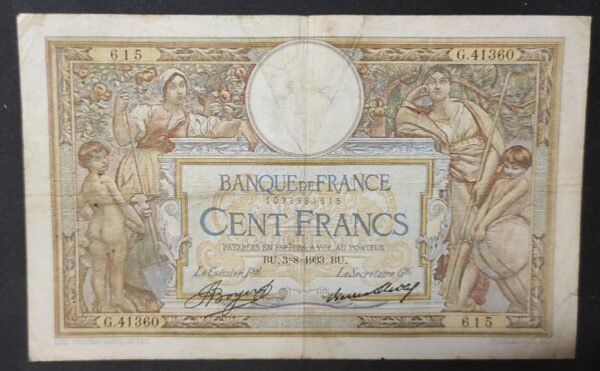 615
G.41360
BANQUE DE FRANCE
1033981615
CENT FRANCS
PAYABLES EN ESPÈCES, A VUE, AU PORTEUR
BU. 3=8=1933. BU.
Le Caissier Pal
Le Secrétaire Gal
G.41360
615